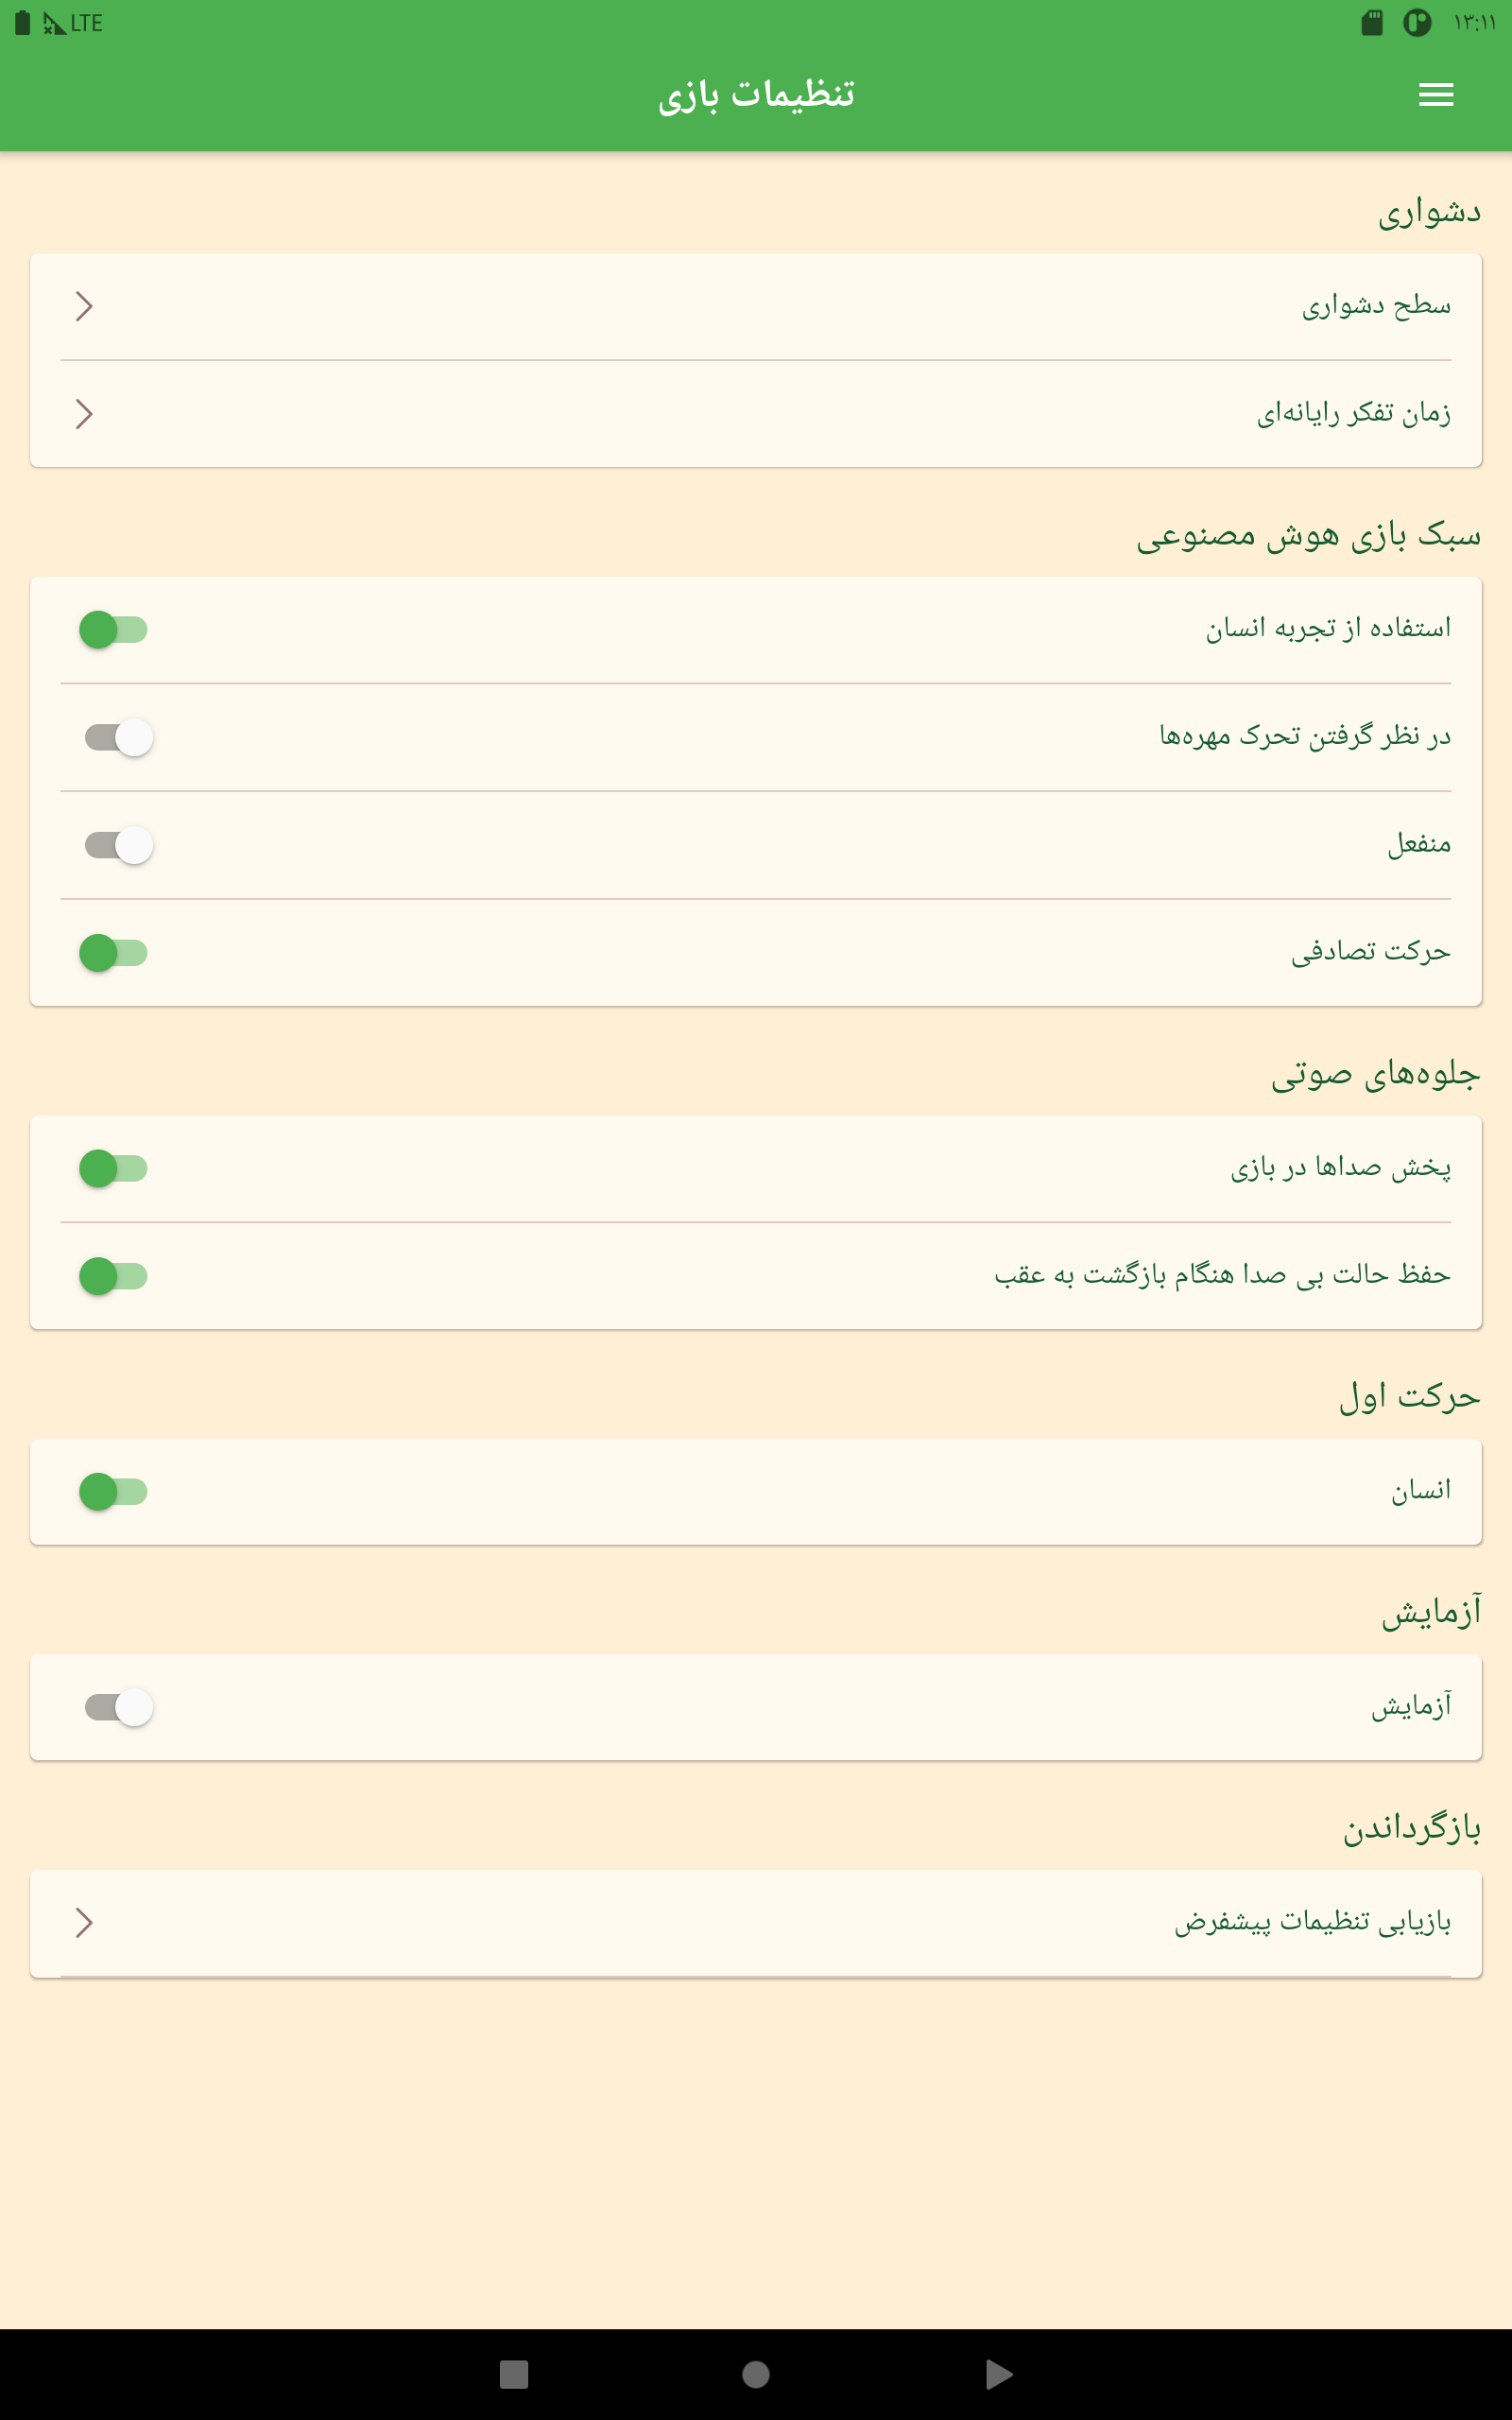 ۱۳:۱۱
LTE
تنظیمات بازی
دشواری
سطح دشواری
زمان تفکر رایانه‌ای
سبک بازی هوش مصنوعی
استفاده از تجربه انسان
در نظر گرفتن تحرک مهره‌ها
منفعل
حرکت تصادفی
جلوه‌های صوتی
پخش صداها در بازی
حفظ حالت بی صدا هنگام بازگشت به عقب
حرکت اول
انسان
آزمایش
آزمایش
بازگرداندن
بازیابی تنظیمات پیشفرض